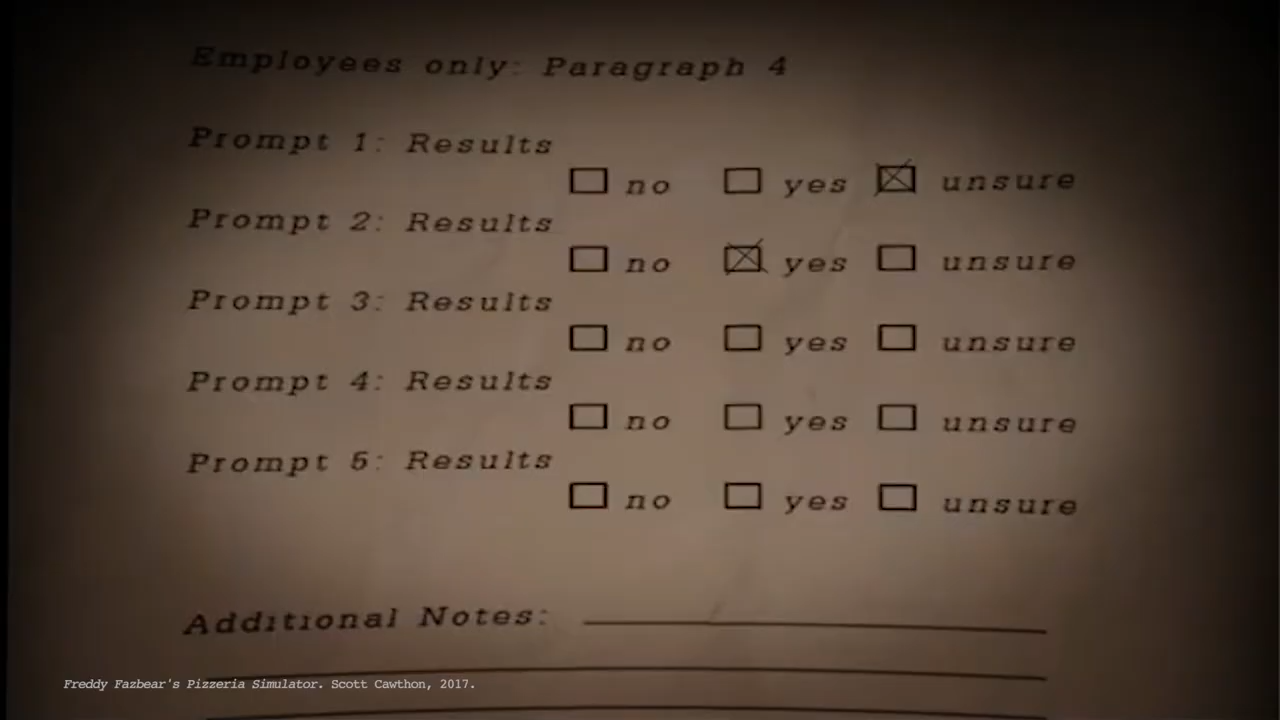 Employees only: Paragraph 4
Prompt 1: Results
no yes unsure
Prompt 2: Results
no yes unsure
Prompt 3: Results
no yes unsure
Prompt 4: Results
no yes unsure
Prompt 5: Results
no yes unsure
Additional Notes:
Freddy Fazbear's Pizzeria Simulator. Scott Cawthon, 2017.